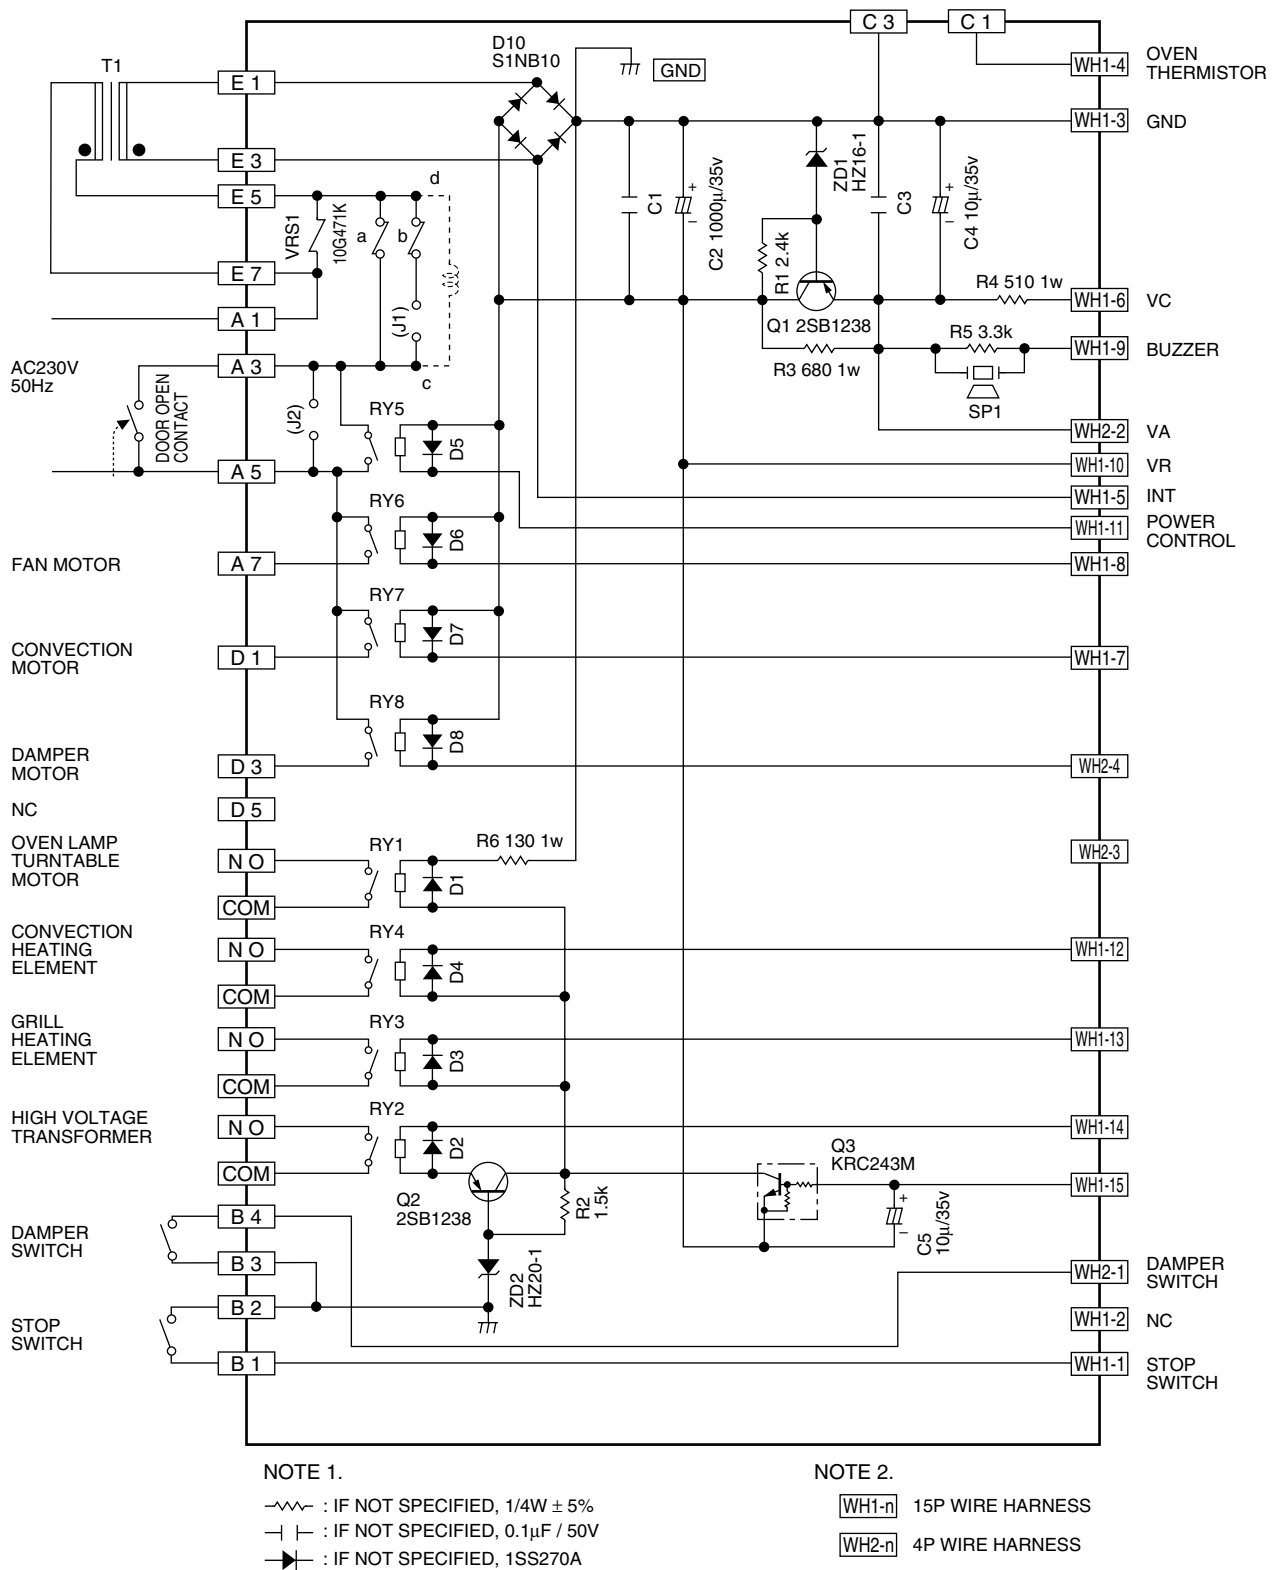 C 3
C 1
D10
S1NB10
GND
T1
WH1-4
OVEN
THERMISTOR
E 1
WH1-3
GND
E 3
E 5
d
VRS1
10G471K
a
b
C1
C2 1000μ/35v
+
–
ZD1
HZ16-1
C3
+
–
C4 10μ/35v
R1 2.4k
E 7
R4 510 1w
WH1-6
VC
A 1
(J1)
Q1 2SB1238
R5 3.3k
WH1-9
BUZZER
R3 680 1w
SP1
AC230V
50Hz
A 3
c
DOOR OPEN
CONTACT
(J2)
RY5
D5
WH2-2
VA
WH1-10
VR
A 5
WH1-5
INT
RY6
D6
WH1-11
POWER
CONTROL
FAN MOTOR
A 7
WH1-8
RY7
D7
CONVECTION
MOTOR
D 1
WH1-7
RY8
D8
DAMPER
MOTOR
D 3
WH2-4
NC
D 5
OVEN LAMP
TURNTABLE
MOTOR
N O
RY1
R6 130 1w
D1
WH2-3
COM
CONVECTION
HEATING
ELEMENT
N O
RY4
D4
WH1-12
COM
GRILL
HEATING
ELEMENT
N O
RY3
D3
WH1-13
COM
HIGH VOLTAGE
TRANSFORMER
N O
RY2
D2
WH1-14
COM
Q3
KRC243M
WH1-15
Q2
2SB1238
R2
1.5k
+
–
C5
10μ/35v
DAMPER
SWITCH
B 4
B 3
ZD2
HZ20-1
WH2-1
DAMPER
SWITCH
B 2
WH1-2
NC
STOP
SWITCH
B 1
WH1-1
STOP
SWITCH
NOTE 1.
: IF NOT SPECIFIED, 1/4W ± 5%
: IF NOT SPECIFIED, 0.1μF / 50V
: IF NOT SPECIFIED, 1SS270A
NOTE 2.
WH1-n 15P WIRE HARNESS
WH2-n 4P WIRE HARNESS